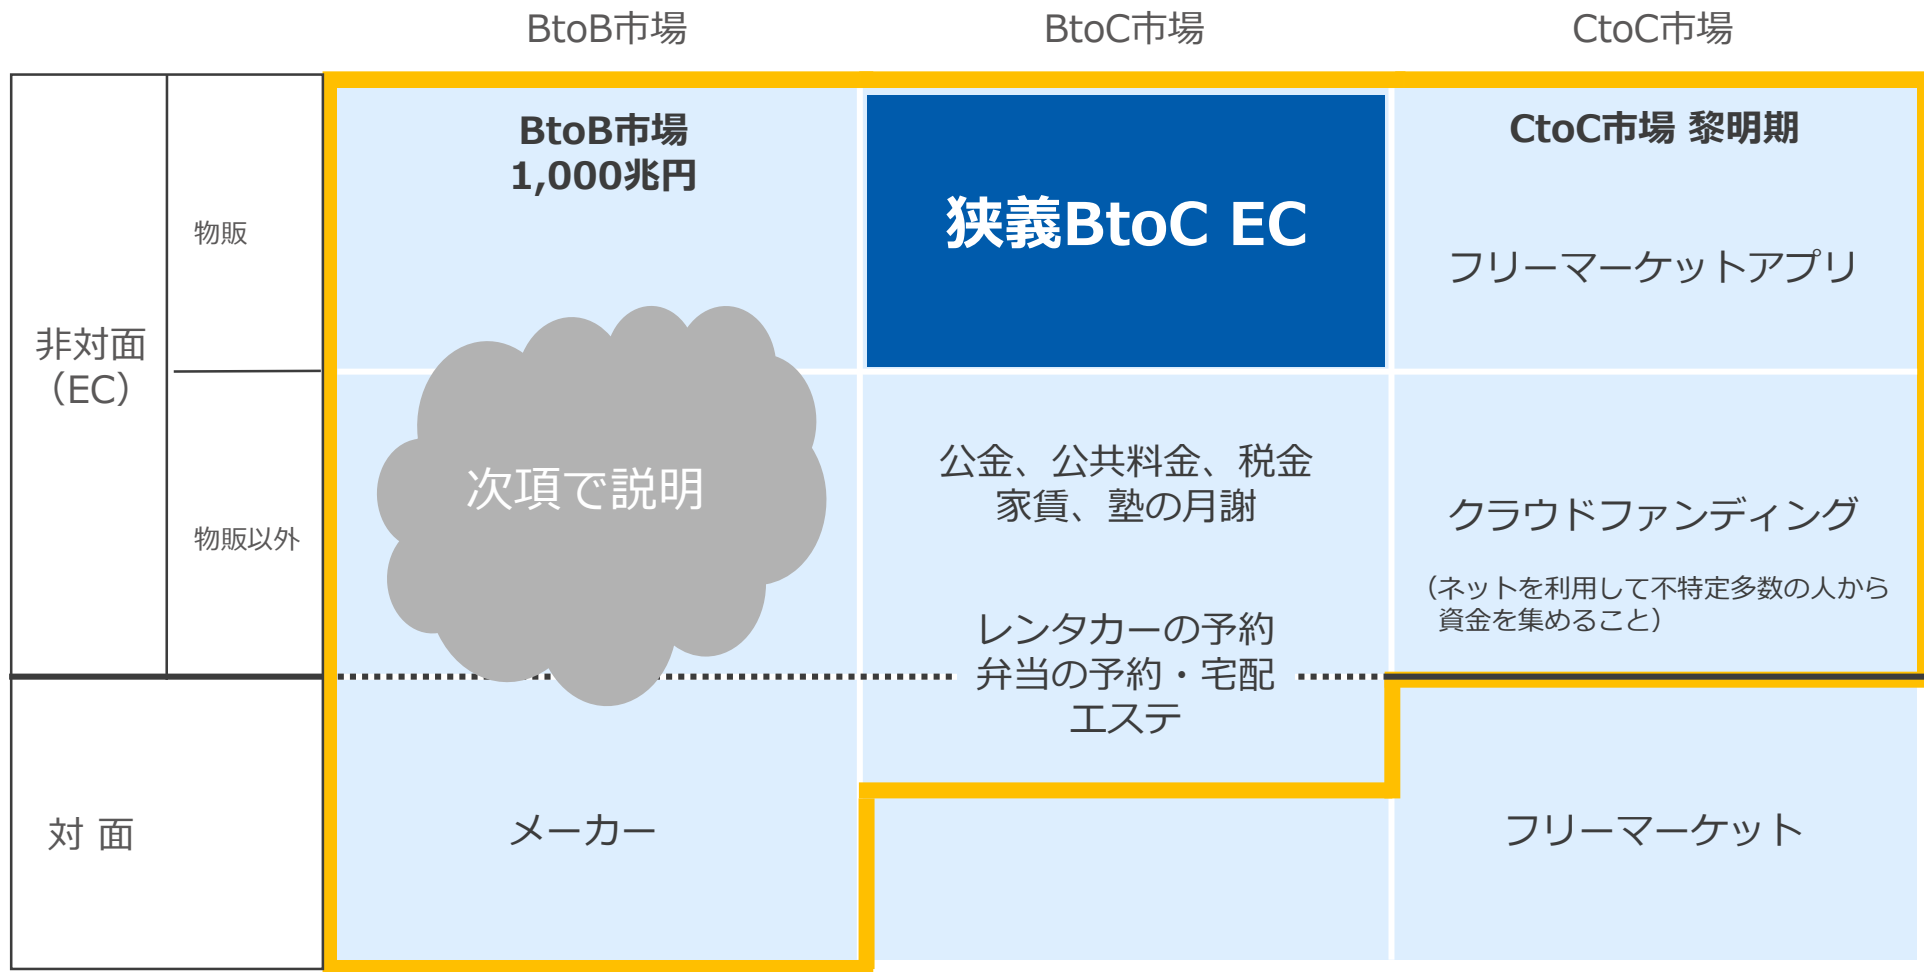 BtoB市場
BtoC市場
CtoC市場
非対面
（EC）
物販
物販以外
対 面
BtoB市場
1,000兆円
次項で説明
メーカー
狭義BtoC EC
公金、公共料金、税金
家賃、塾の月謝
レンタカーの予約
弁当の予約・宅配
エステ
CtoC市場 黎明期
フリーマーケットアプリ
クラウドファンディング
（ネットを利用して不特定多数の人から
資金を集めること）
フリーマーケット